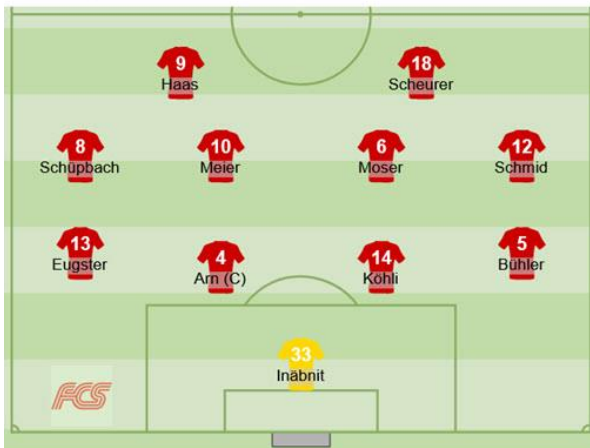 9
Haas
18
Scheurer
8
Schüpbach
10
Meier
6
Moser
12
Schmid
13
Eugster
4
Arn (C)
14
Köhli
5
Bühler
33
Inäbnit
FCS